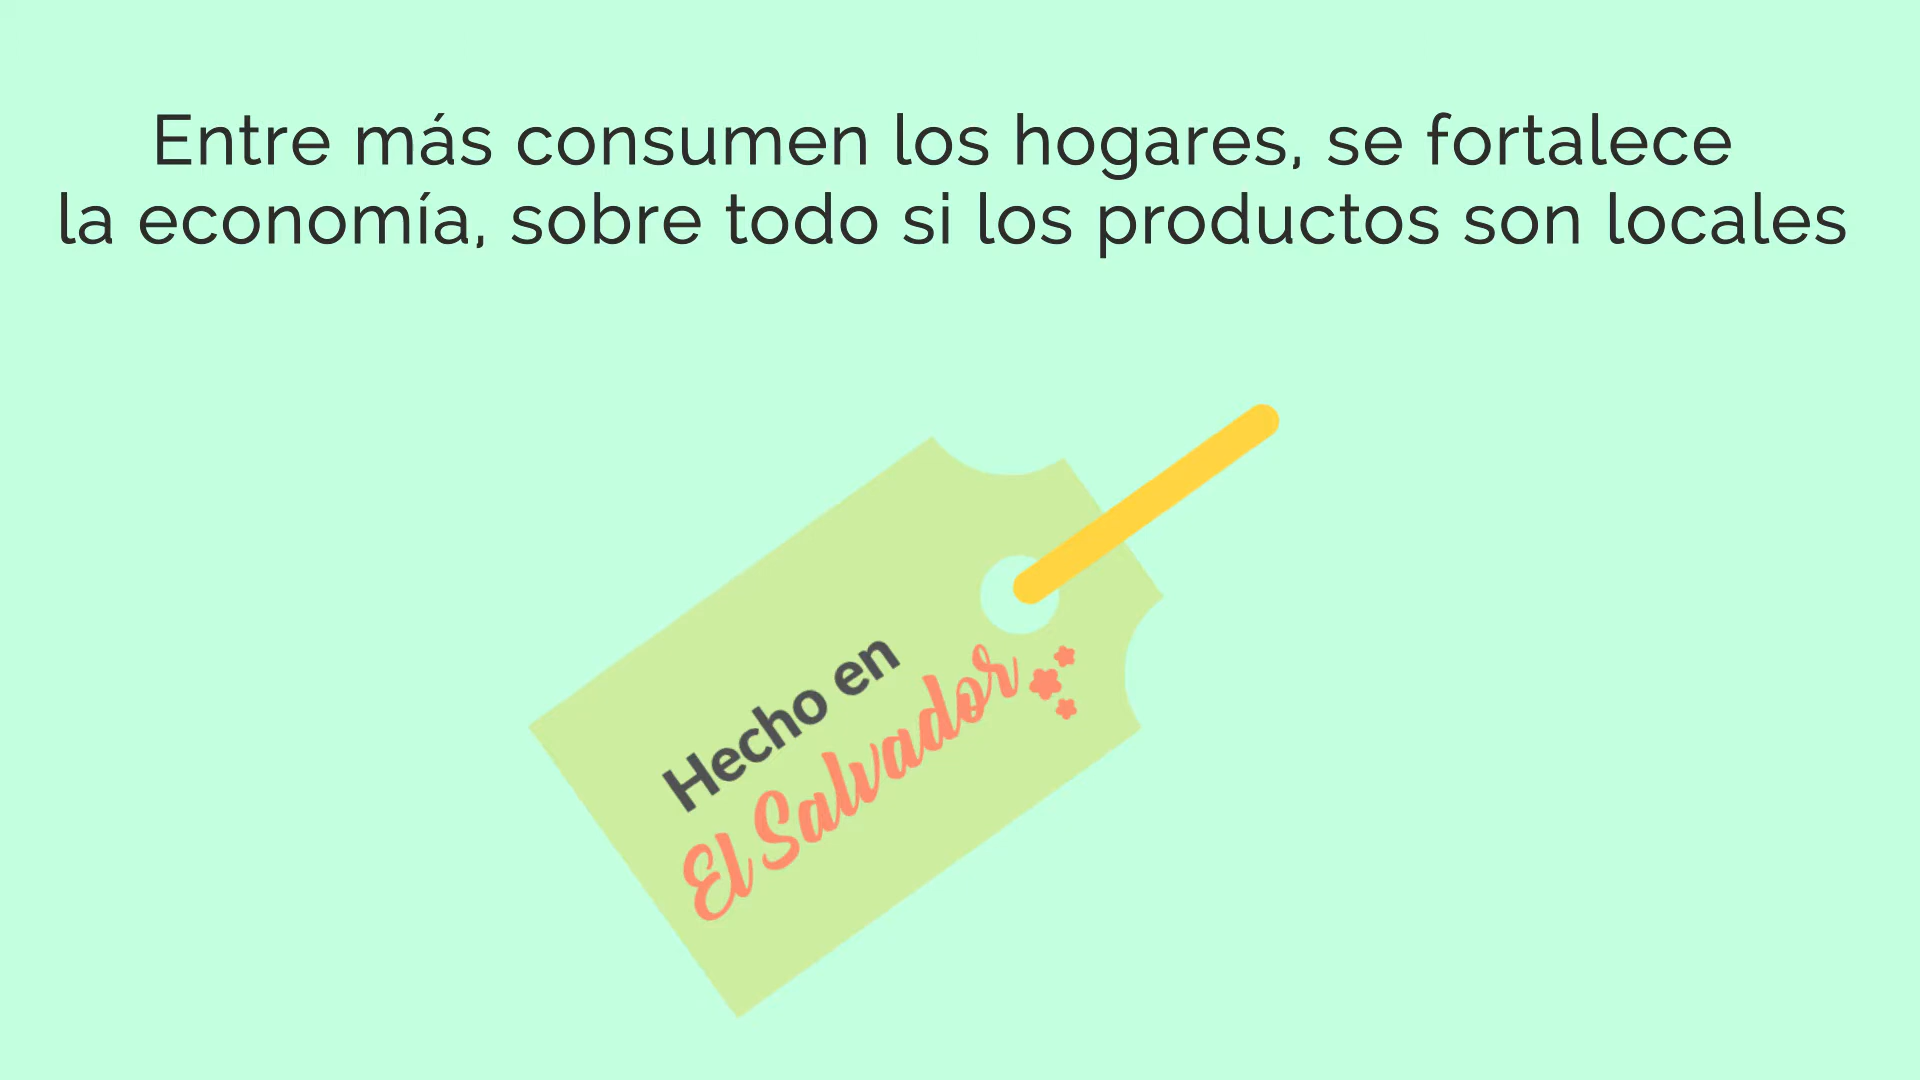 Entre más consumen los hogares, se fortalece
la economía, sobre todo si los productos son locales
Hecho en
El Salvador